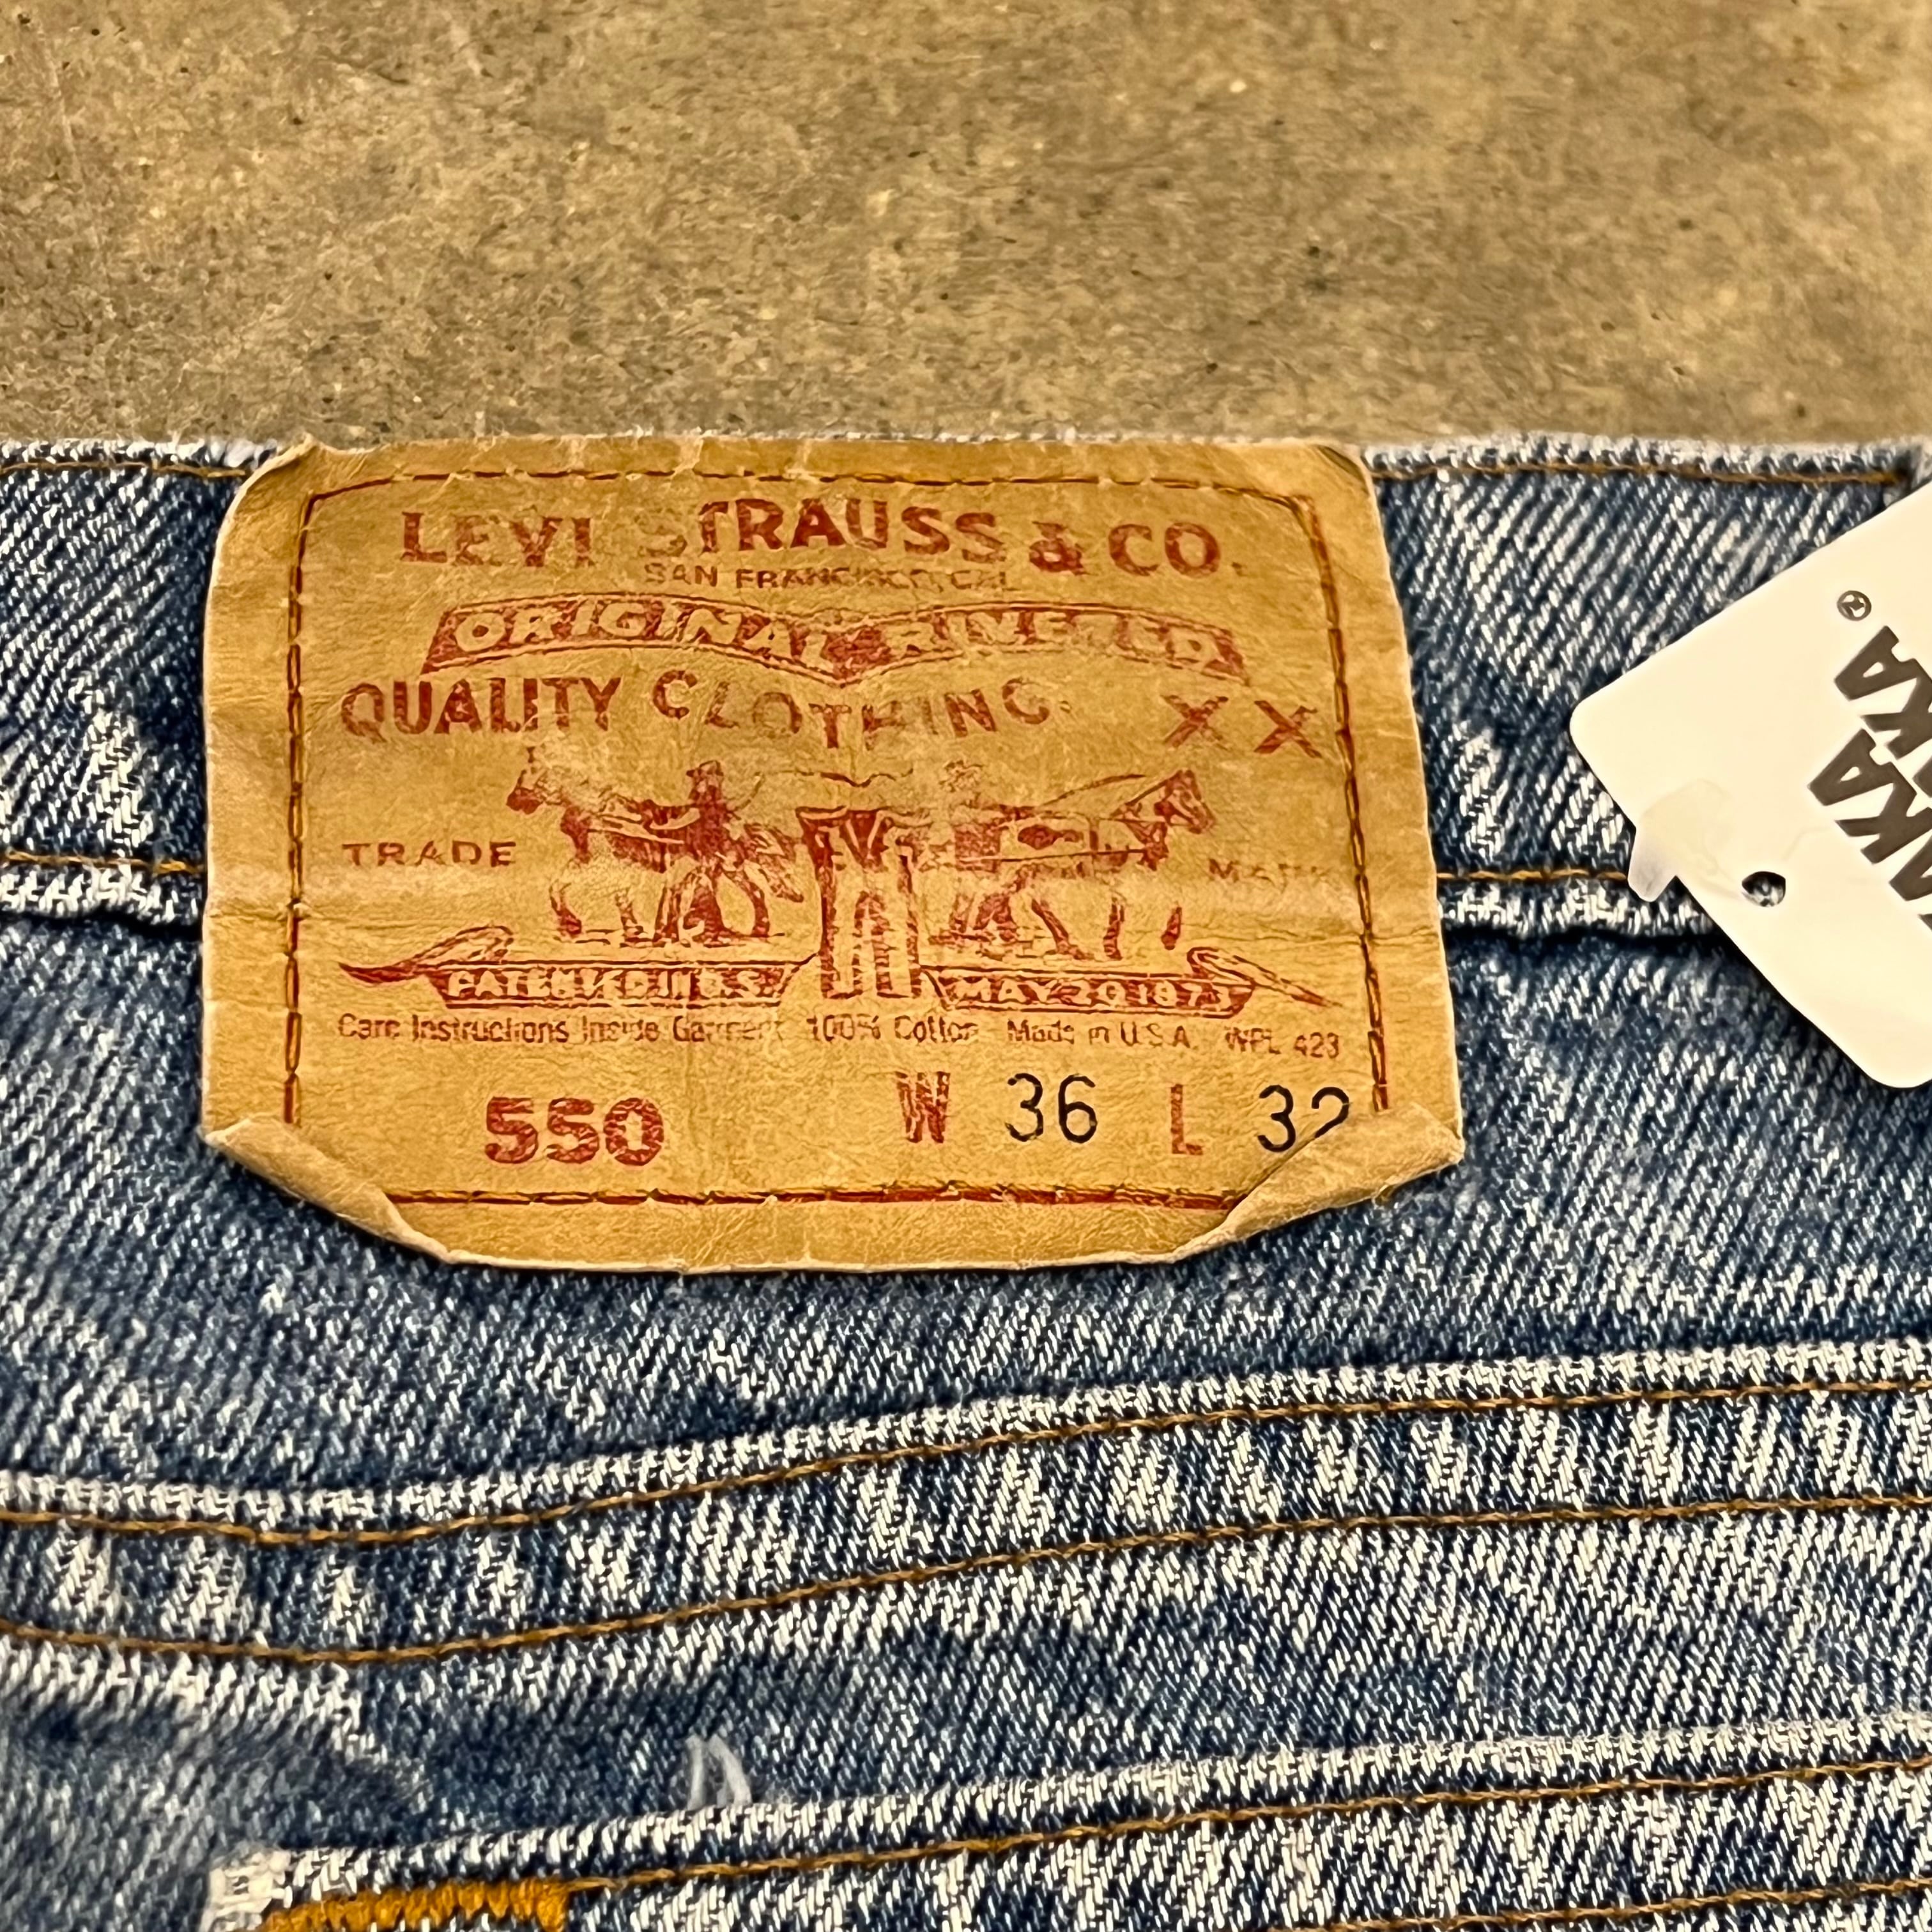 LEVI STRAUSS & CO.
SAN FRANCISCO, CAL
ORIGINAL RIVETED
QUALITY CLOTHING. XX
TRADE MARK
PATENTED IN U.S. MAY 20 1873
Care Instructions Inside Garment 100% Cotton Made in U.S.A. WPL 423
550 W 36 L 32